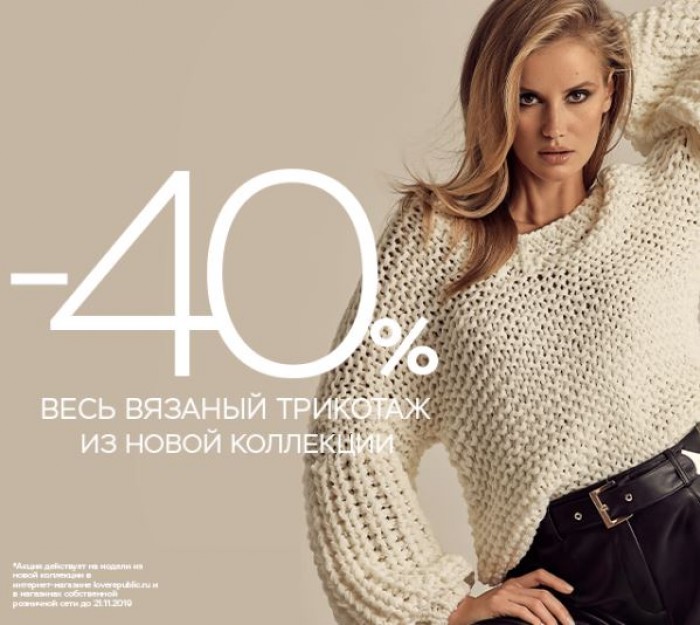 -40%
ВЕСЬ ВЯЗАНЫЙ ТРИКОТАЖ
ИЗ НОВОЙ КОЛЛЕКЦИИ
*Акция действует на модели из
новой коллекции в
интернет-магазине loverepublic.ru и
в магазинах собственной
розничной сети до 21.11.2019